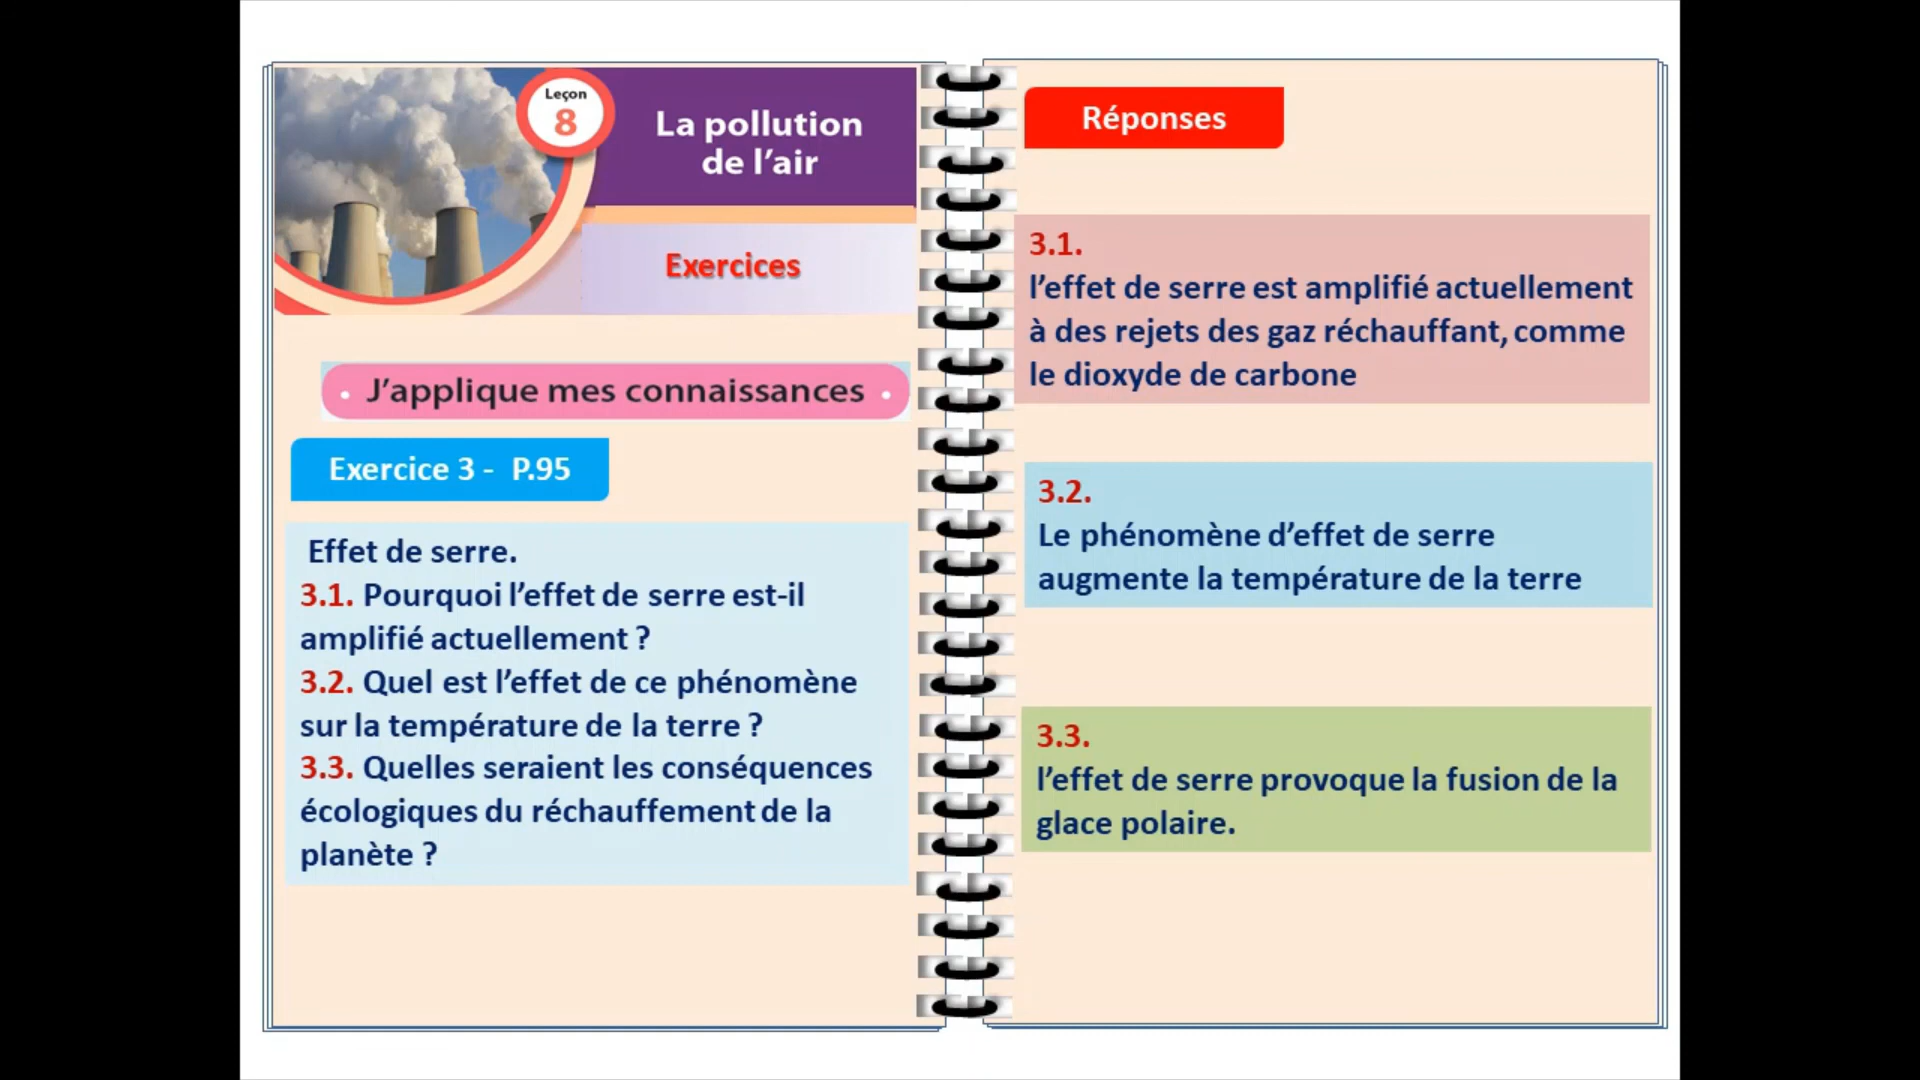 Leçon
8
La pollution
de l’air
Exercices
• J’applique mes connaissances •
Exercice 3 - P.95
Effet de serre.
3.1. Pourquoi l’effet de serre est-il
amplifié actuellement ?
3.2. Quel est l’effet de ce phénomène
sur la température de la terre ?
3.3. Quelles seraient les conséquences
écologiques du réchauffement de la
planète ?
Réponses
3.1.
l’effet de serre est amplifié actuellement
à des rejets des gaz réchauffant, comme
le dioxyde de carbone
3.2.
Le phénomène d’effet de serre
augmente la température de la terre
3.3.
l’effet de serre provoque la fusion de la
glace polaire.